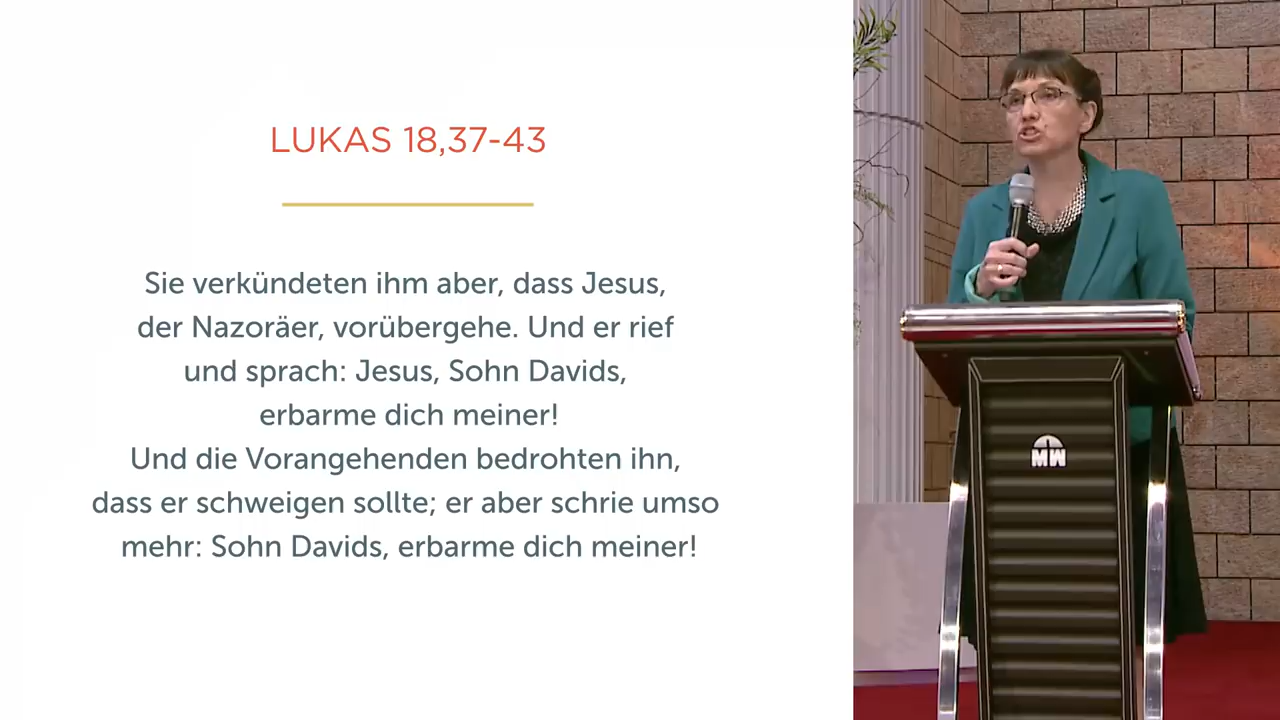 LUKAS 18,37-43
Sie verkündeten ihm aber, dass Jesus,
der Nazoräer, vorübergehe. Und er rief
und sprach: Jesus, Sohn Davids,
erbarme dich meiner!
Und die Vorangehenden bedrohten ihn,
dass er schweigen sollte; er aber schrie umso
mehr: Sohn Davids, erbarme dich meiner!
MW